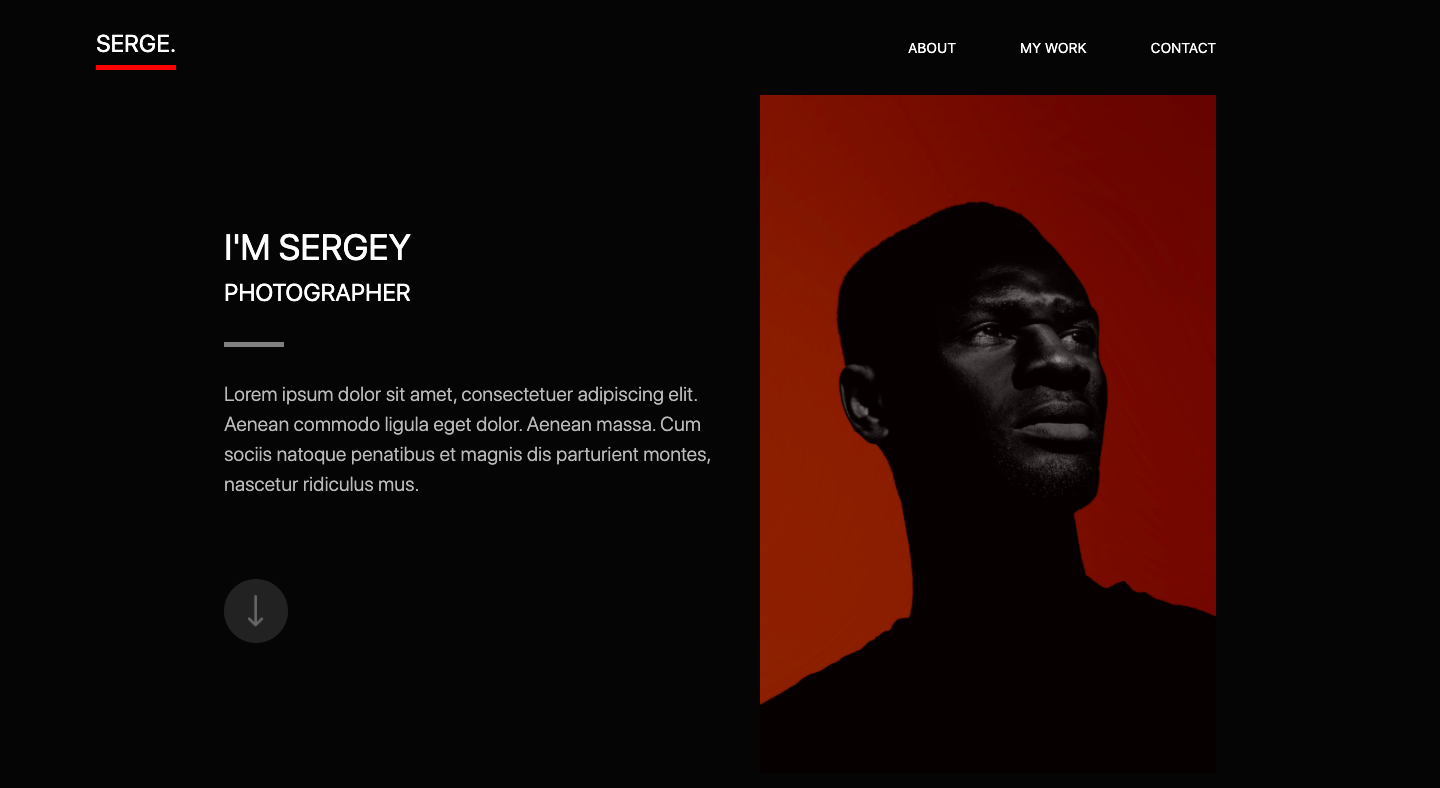 SERGE.
ABOUT
MY WORK
CONTACT
I'M SERGEY
PHOTOGRAPHER
Lorem ipsum dolor sit amet, consectetuer adipiscing elit.
Aenean commodo ligula eget dolor. Aenean massa. Cum
sociis natoque penatibus et magnis dis parturient montes,
nascetur ridiculus mus.